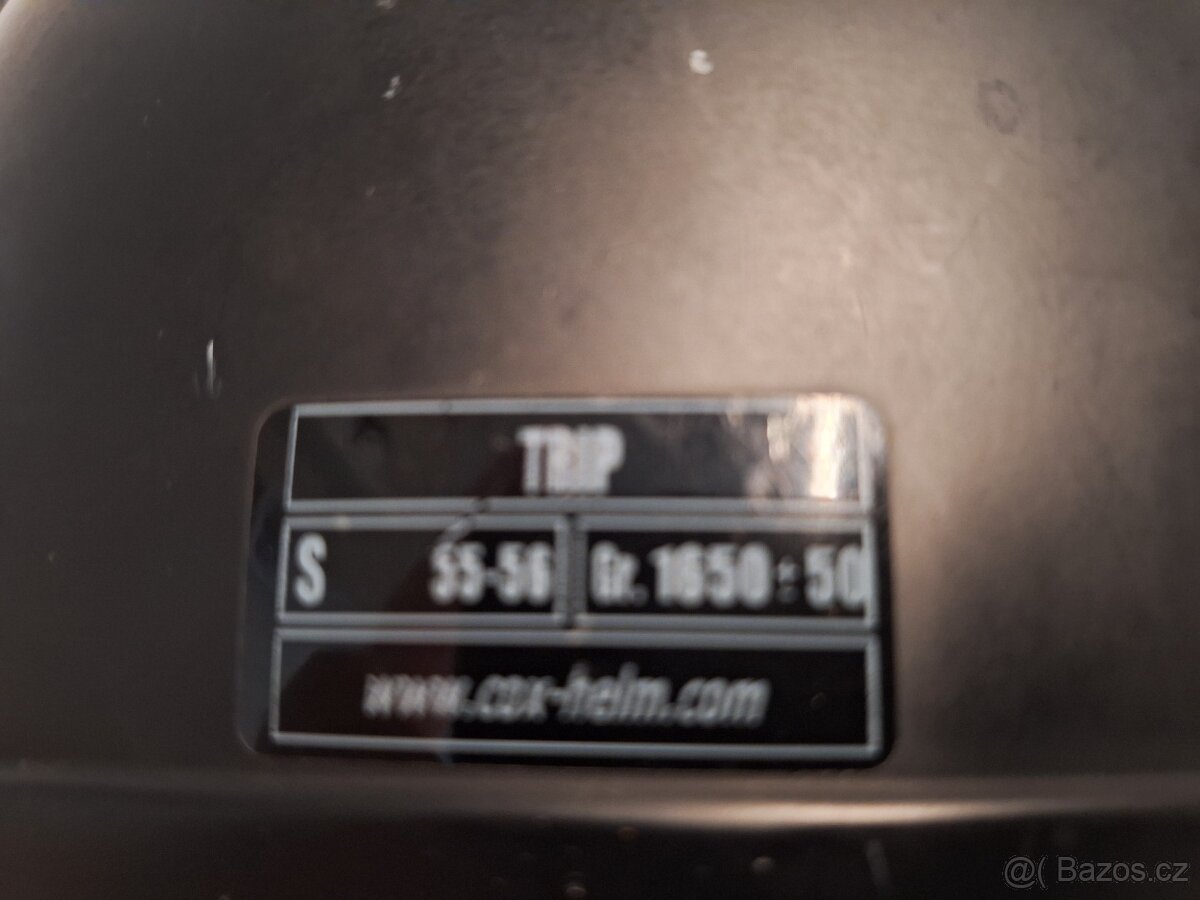 TRIP
S 55-56 Gr. 1650 ± 50
www.cox-helm.com
@( Bazos.cz